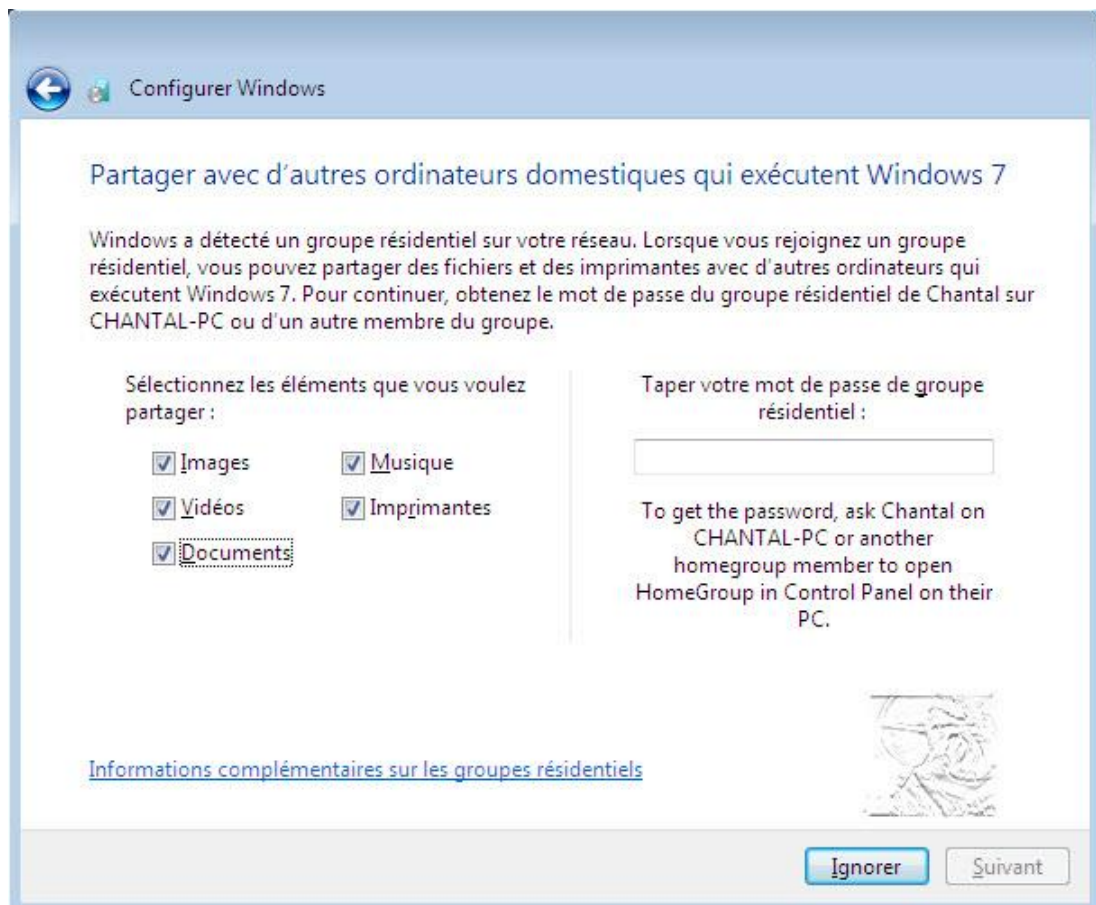 Configurer Windows
Partager avec d'autres ordinateurs domestiques qui exécutent Windows 7
Windows a détecté un groupe résidentiel sur votre réseau. Lorsque vous rejoignez un groupe
résidentiel, vous pouvez partager des fichiers et des imprimantes avec d'autres ordinateurs qui
exécutent Windows 7. Pour continuer, obtenez le mot de passe du groupe résidentiel de Chantal sur
CHANTAL-PC ou d'un autre membre du groupe.
Sélectionnez les éléments que vous voulez
partager :
Images
Musique
Vidéos
Imprimantes
Documents
Taper votre mot de passe de groupe
résidentiel :
To get the password, ask Chantal on
CHANTAL-PC or another
homegroup member to open
HomeGroup in Control Panel on their
PC.
Informations complémentaires sur les groupes résidentiels
Ignorer
Suivant